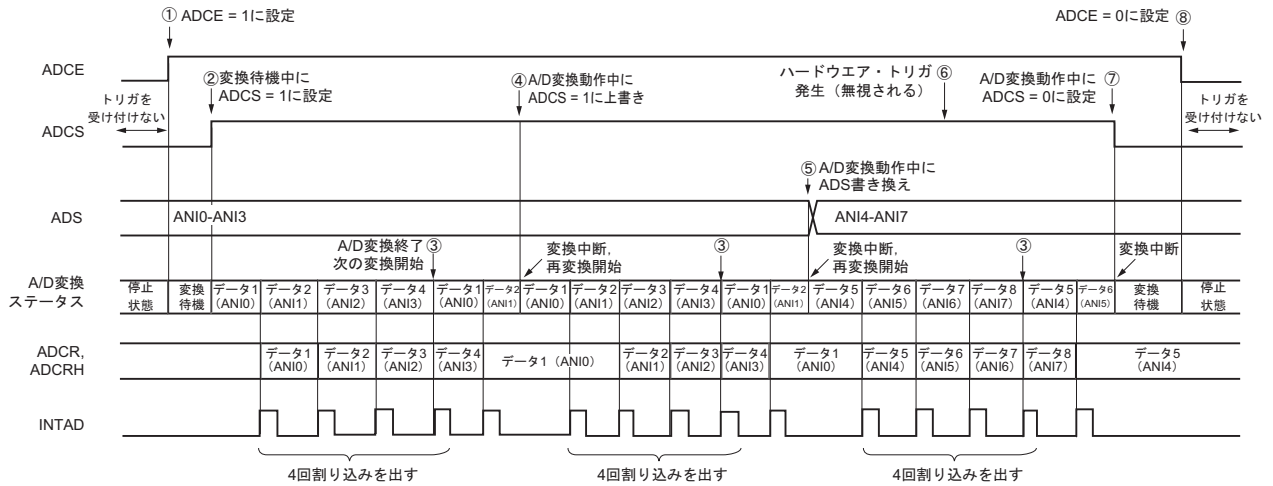 ① ADCE = 1に設定
ADCE = 0に設定 ⑧
ADCE
②変換待機中に
ADCS = 1に設定
④A/D変換動作中に
ADCS = 1に上書き
ハードウエア・トリガ ⑥
発生（無視される）
A/D変換動作中に ⑦
ADCS = 0に設定
トリガを
受け付けない
トリガを
受け付けない
ADCS
⑤A/D変換動作中に
ADS書き換え
ADS
ANI0-ANI3
ANI4-ANI7
A/D変換終了 ③
次の変換開始
変換中断,
再変換開始
③
変換中断,
再変換開始
③
変換中断
A/D変換
ステータス
停止
状態
変換
待機
データ1
(ANI0)
データ2
(ANI1)
データ3
(ANI2)
データ4
(ANI3)
データ1
(ANI0)
データ2
(ANI1)
データ1
(ANI0)
データ2
(ANI1)
データ3
(ANI2)
データ4
(ANI3)
データ1
(ANI0)
データ2
(ANI1)
データ5
(ANI4)
データ6
(ANI5)
データ7
(ANI6)
データ8
(ANI7)
データ5
(ANI4)
データ6
(ANI5)
変換
待機
停止
状態
ADCR,
ADCRH
データ1
(ANI0)
データ2
(ANI1)
データ3
(ANI2)
データ4
(ANI3)
データ1（ANI0）
データ2
(ANI1)
データ3
(ANI2)
データ4
(ANI3)
データ1
(ANI0)
データ5
(ANI4)
データ6
(ANI5)
データ7
(ANI6)
データ8
(ANI7)
データ5
(ANI4)
INTAD
4回割り込みを出す
4回割り込みを出す
4回割り込みを出す